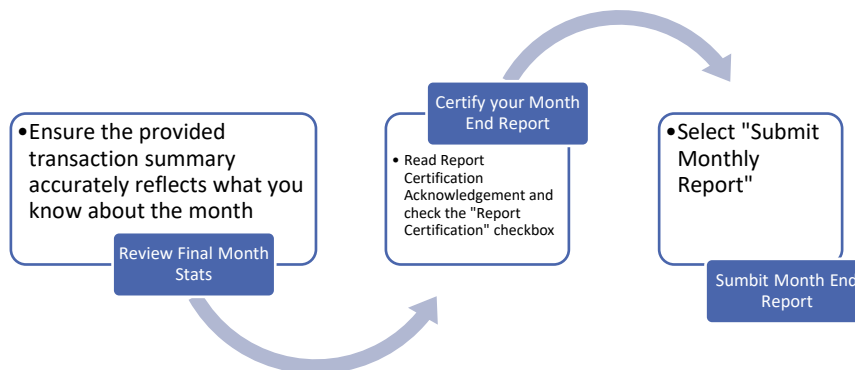 •Ensure the provided
transaction summary
accurately reflects what you
know about the month
Review Final Month
Stats
Certify your Month
End Report
• Read Report
Certification
Acknowledgement and
check the "Report
Certification" checkbox
•Select "Submit
Monthly
Report"
Sumbit Month End
Report